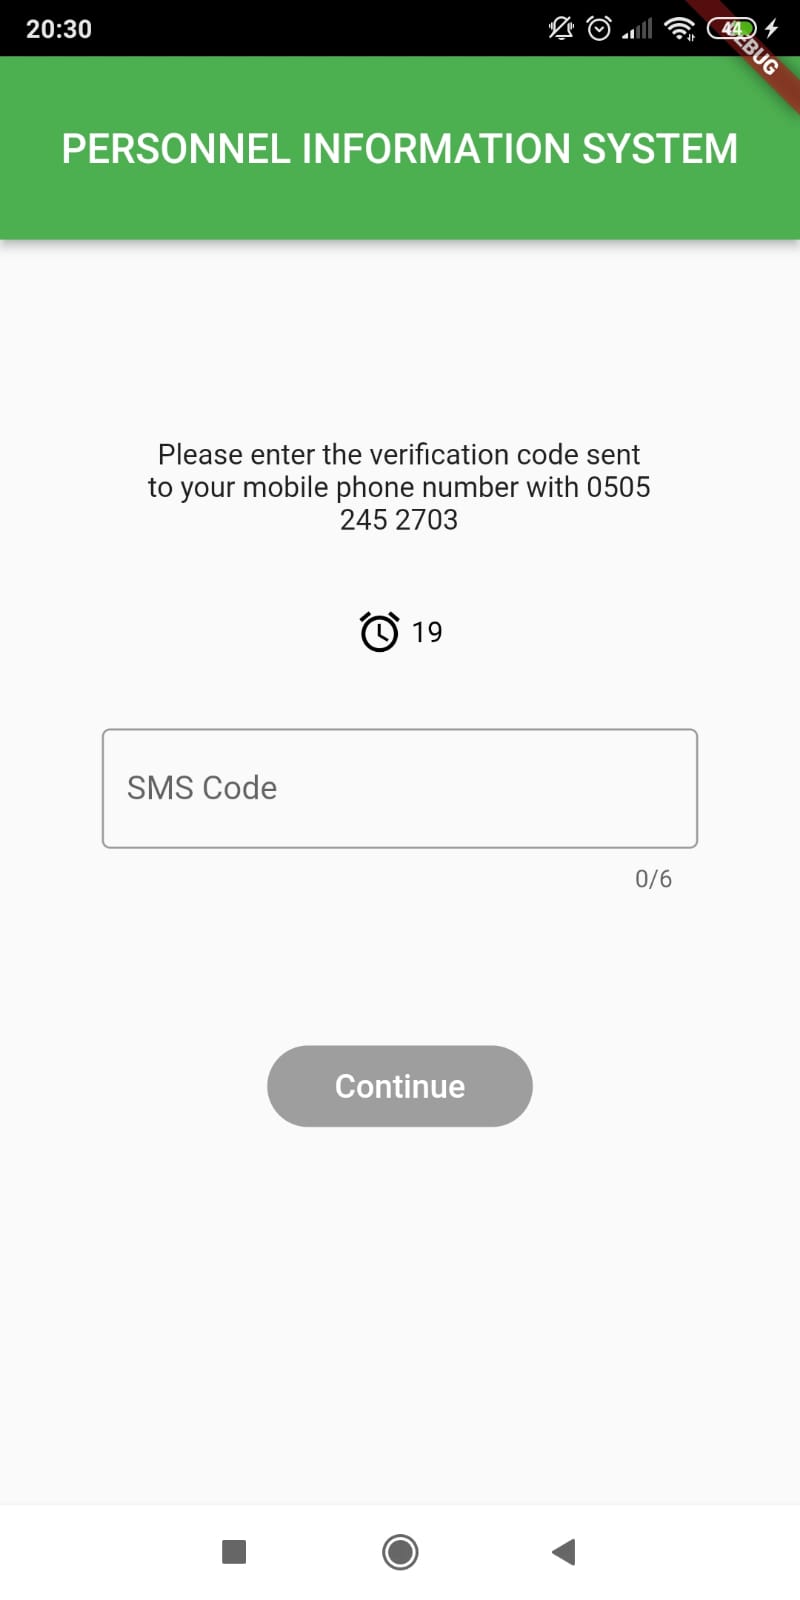 20:30
44
DEBUG
PERSONNEL INFORMATION SYSTEM
Please enter the verification code sent
to your mobile phone number with 0505
245 2703
19
SMS Code
0/6
Continue